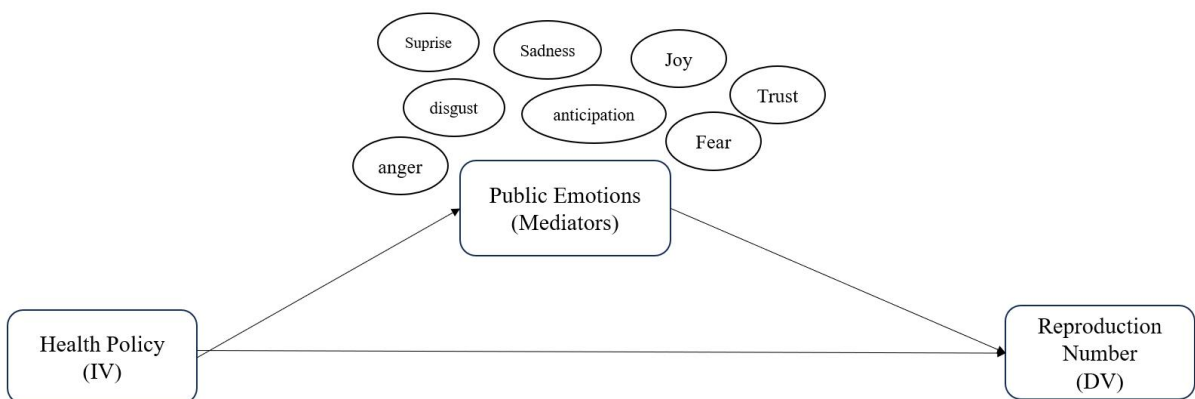 Suprise
Sadness
Joy
Trust
disgust
anticipation
Fear
anger
Public Emotions
(Mediators)
Health Policy
(IV)
Reproduction
Number
(DV)